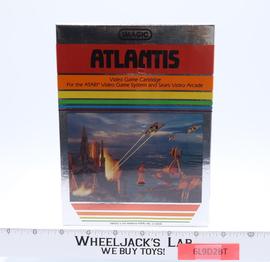 IMAGIC
ATLANTIS
Video Game Cartridge
For the ATARI Video Game System and Sears Video Arcade
WHEELJACK'S LAB
WE BUY TOYS!
6L9D2BT